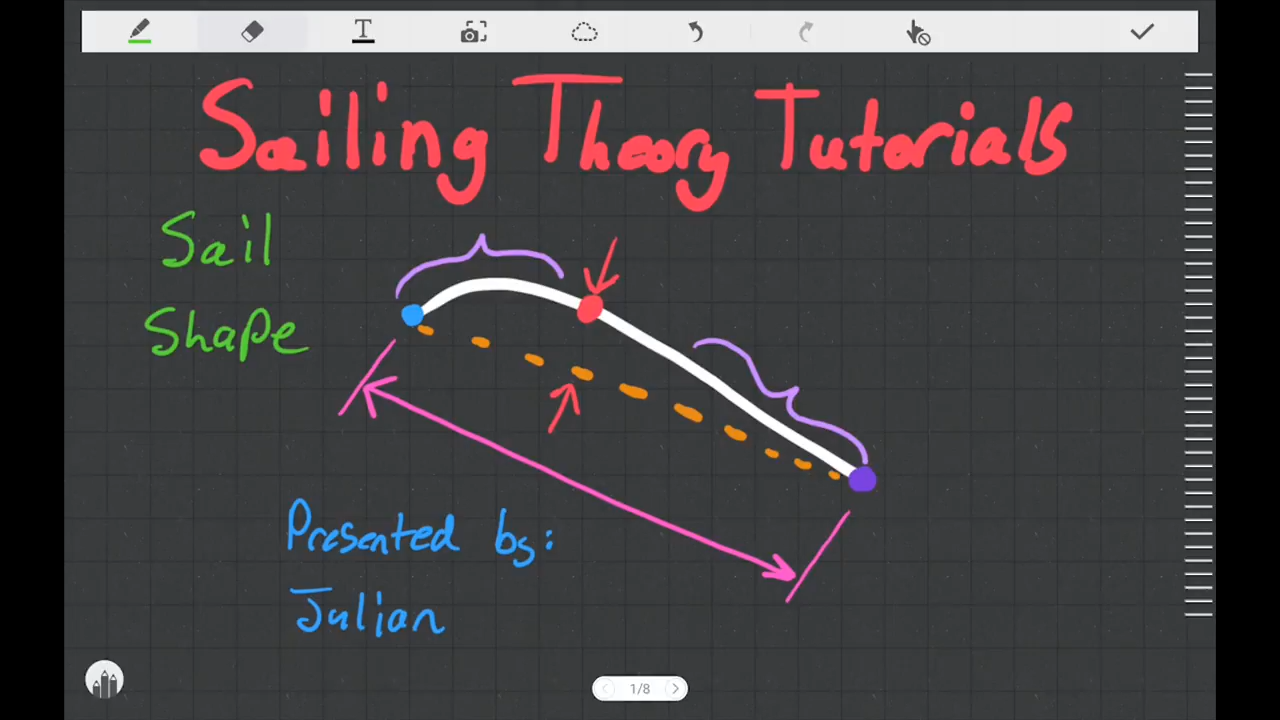 T
Sailing Theory Tutorials
Sail
Shape
Presented by:
Julian
1/8